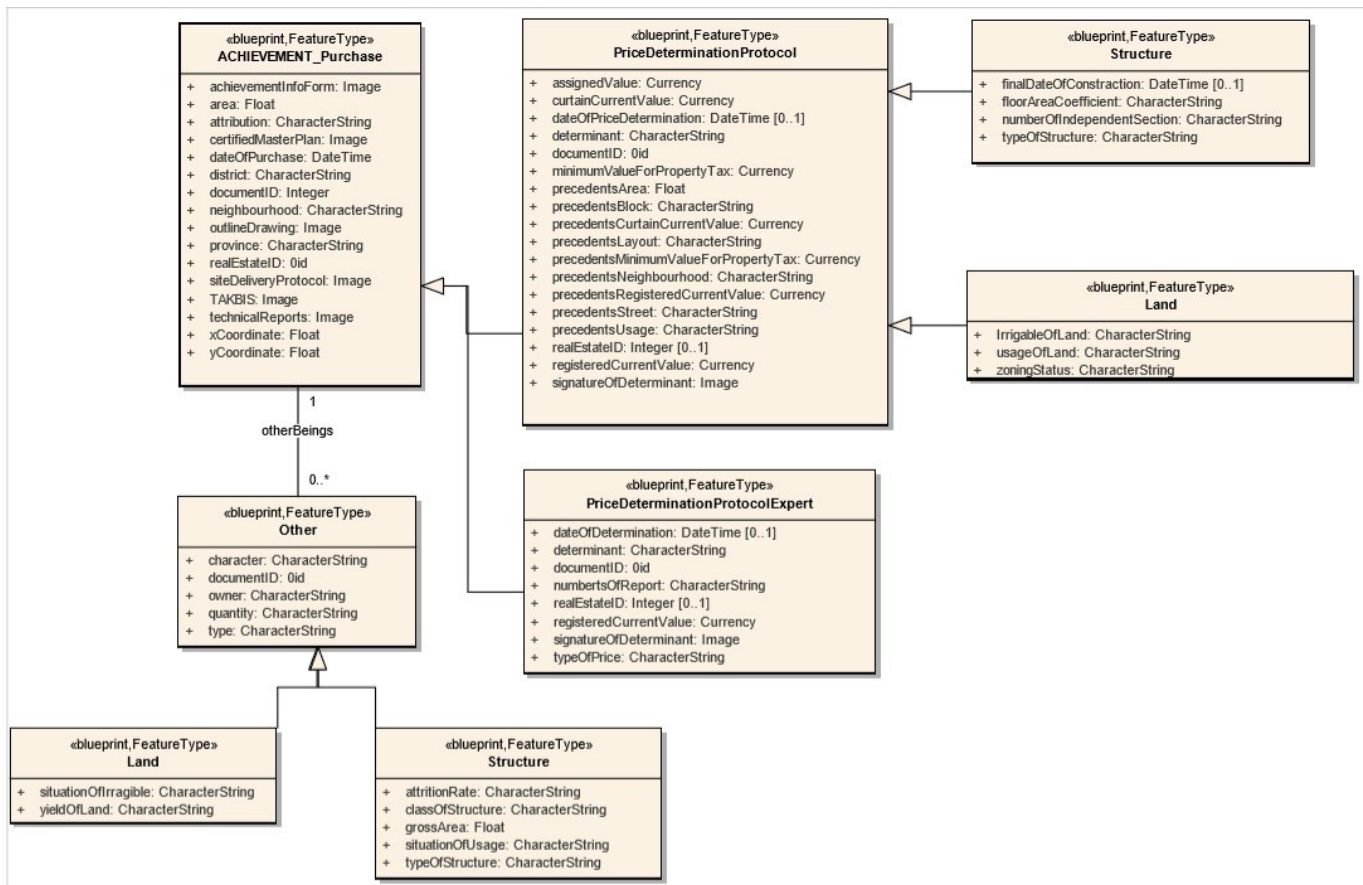 «blueprint,FeatureType»
ACHIEVEMENT_Purchase
+ achievementInfoForm: Image
+ area: Float
+ attribution: CharacterString
+ certifiedMasterPlan: Image
+ dateOfPurchase: DateTime
+ district: CharacterString
+ documentID: Integer
+ neighbourhood: CharacterString
+ outlineDrawing: Image
+ province: CharacterString
+ realEstateID: 0id
+ siteDeliveryProtocol: Image
+ TAKBIS: Image
+ technicalReports: Image
+ xCoordinate: Float
+ yCoordinate: Float
«blueprint,FeatureType»
PriceDeterminationProtocol
+ assignedValue: Currency
+ curtainCurrentValue: Currency
+ dateOfPriceDetermination: DateTime [0..1]
+ determinant: CharacterString
+ documentID: 0id
+ minimumValueForPropertyTax: Currency
+ precedentsArea: Float
+ precedentsBlock: CharacterString
+ precedentsCurtainCurrentValue: Currency
+ precedentsLayout: CharacterString
+ precedentsMinimumValueForPropertyTax: Currency
+ precedentsNeighbourhood: CharacterString
+ precedentsRegisteredCurrentValue: Currency
+ precedentsStreet: CharacterString
+ precedentsUsage: CharacterString
+ realEstateID: Integer [0..1]
+ registeredCurrentValue: Currency
+ signatureOfDeterminant: Image
«blueprint,FeatureType»
Structure
+ finalDateOfConstraction: DateTime [0..1]
+ floorAreaCoefficient: CharacterString
+ nunberOfIndependentSection: CharacterString
+ typeOfStructure: CharacterString
«blueprint,FeatureType»
Land
+ IrrigableOfLand: CharacterString
+ usageOfLand: CharacterString
+ zoningStatus: CharacterString
1
otherBeings
0..*
«blueprint,FeatureType»
Other
+ character: CharacterString
+ documentID: 0id
+ owner: CharacterString
+ quantity: CharacterString
+ type: CharacterString
«blueprint,FeatureType»
PriceDeterminationProtocolExpert
+ dateOfDetermination: DateTime [0..1]
+ determinant: CharacterString
+ documentID: 0id
+ numbertsOfReport: CharacterString
+ realEstateID: Integer [0..1]
+ registeredCurrentValue: Currency
+ signatureOfDeterminant: Image
+ typeOfPrice: CharacterString
«blueprint,FeatureType»
Land
+ situationOfIrragible: CharacterString
+ yieldOfLand: CharacterString
«blueprint,FeatureType»
Structure
+ attritionRate: CharacterString
+ classOfStructure: CharacterString
+ grossArea: Float
+ situationOfUsage: CharacterString
+ typeOfStructure: CharacterString